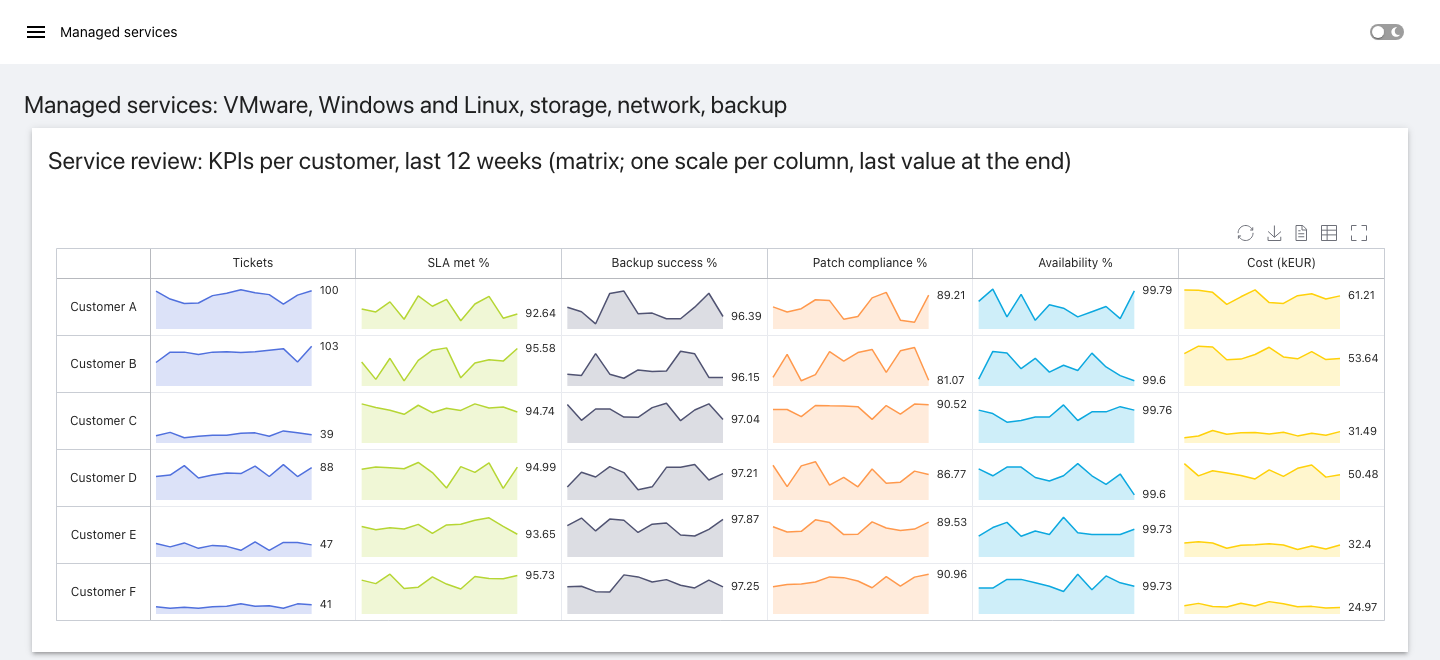 Managed services
Managed services: VMware, Windows and Linux, storage, network, backup
Service review: KPIs per customer, last 12 weeks (matrix; one scale per column, last value at the end)
Tickets SLA met % Backup success % Patch compliance % Availability % Cost (kEUR)
Customer A 100 92.64 96.39 89.21 99.79 61.21
Customer B 103 95.58 96.15 81.07 99.6 53.64
Customer C 39 94.74 97.04 90.52 99.76 31.49
Customer D 88 94.99 97.21 86.77 99.6 50.48
Customer E 47 93.65 97.87 89.53 99.73 32.4
Customer F 41 95.73 97.25 90.96 99.73 24.97